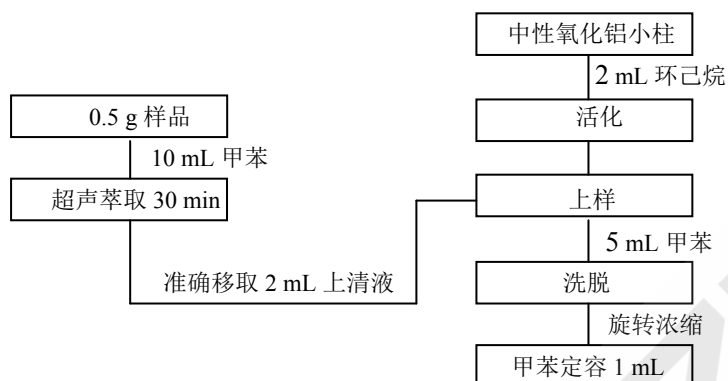 中性氧化铝小柱
2 mL 环己烷
0.5 g 样品
活化
10 mL 甲苯
超声萃取 30 min
上样
5 mL 甲苯
准确移取 2 mL 上清液
洗脱
旋转浓缩
甲苯定容 1 mL